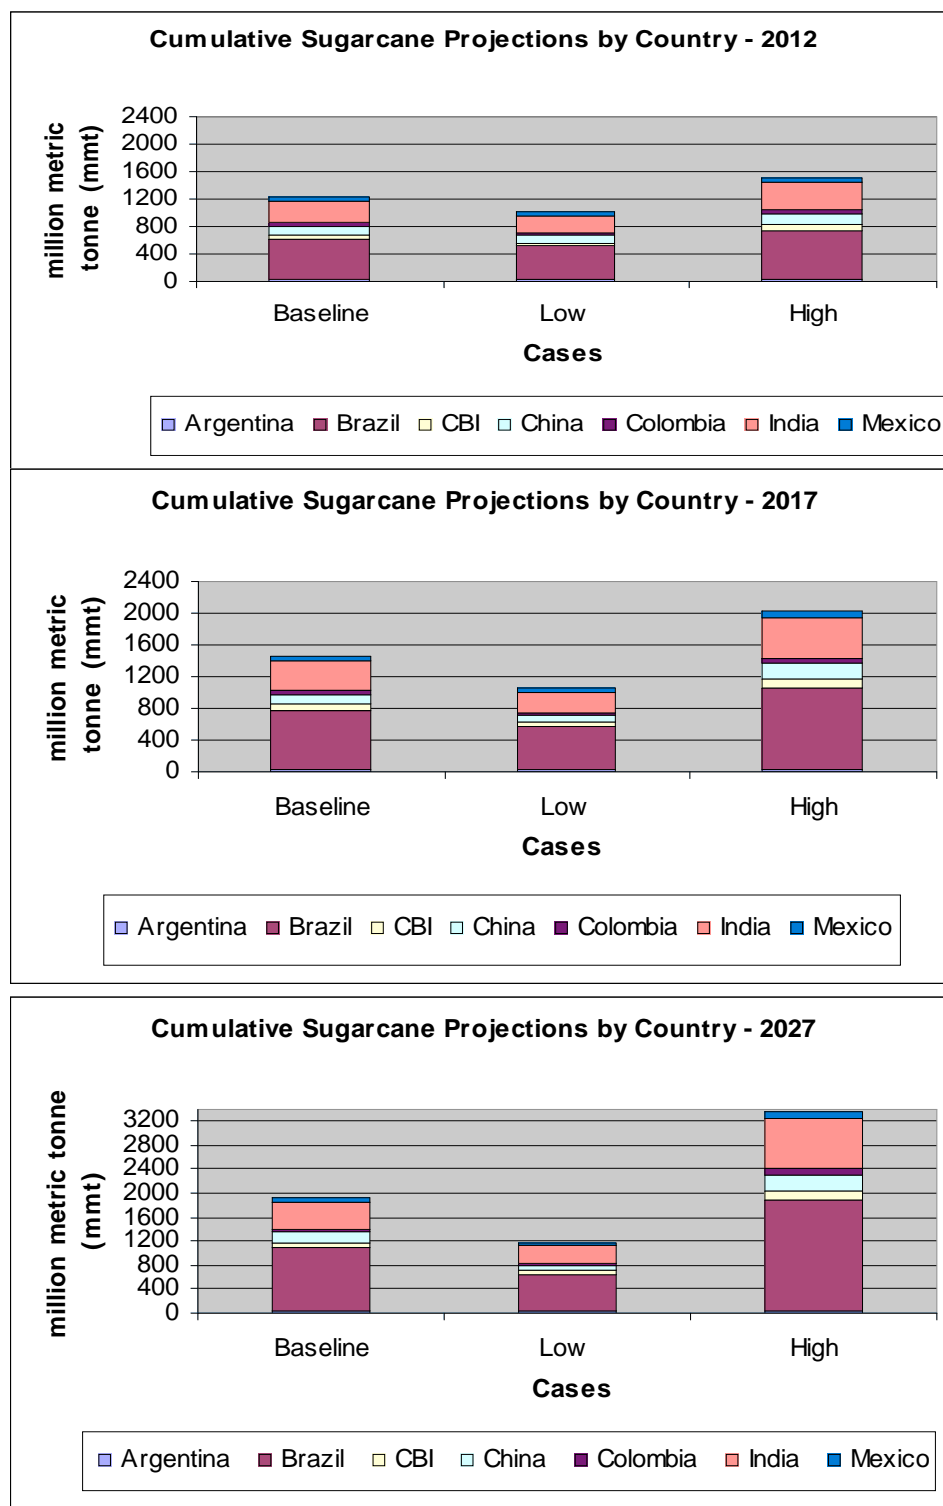 Cumulative Sugarcane Projections by Country - 2012
million metric
tonne (mmt)
2400
2000
1600
1200
800
400
0
Baseline Low High
Cases
Argentina Brazil CBI China Colombia India Mexico
Cumulative Sugarcane Projections by Country - 2017
million metric
tonne (mmt)
2400
2000
1600
1200
800
400
0
Baseline Low High
Cases
Argentina Brazil CBI China Colombia India Mexico
Cumulative Sugarcane Projections by Country - 2027
million metric tonne
(mmt)
3200
2800
2400
2000
1600
1200
800
400
0
Baseline Low High
Cases
Argentina Brazil CBI China Colombia India Mexico